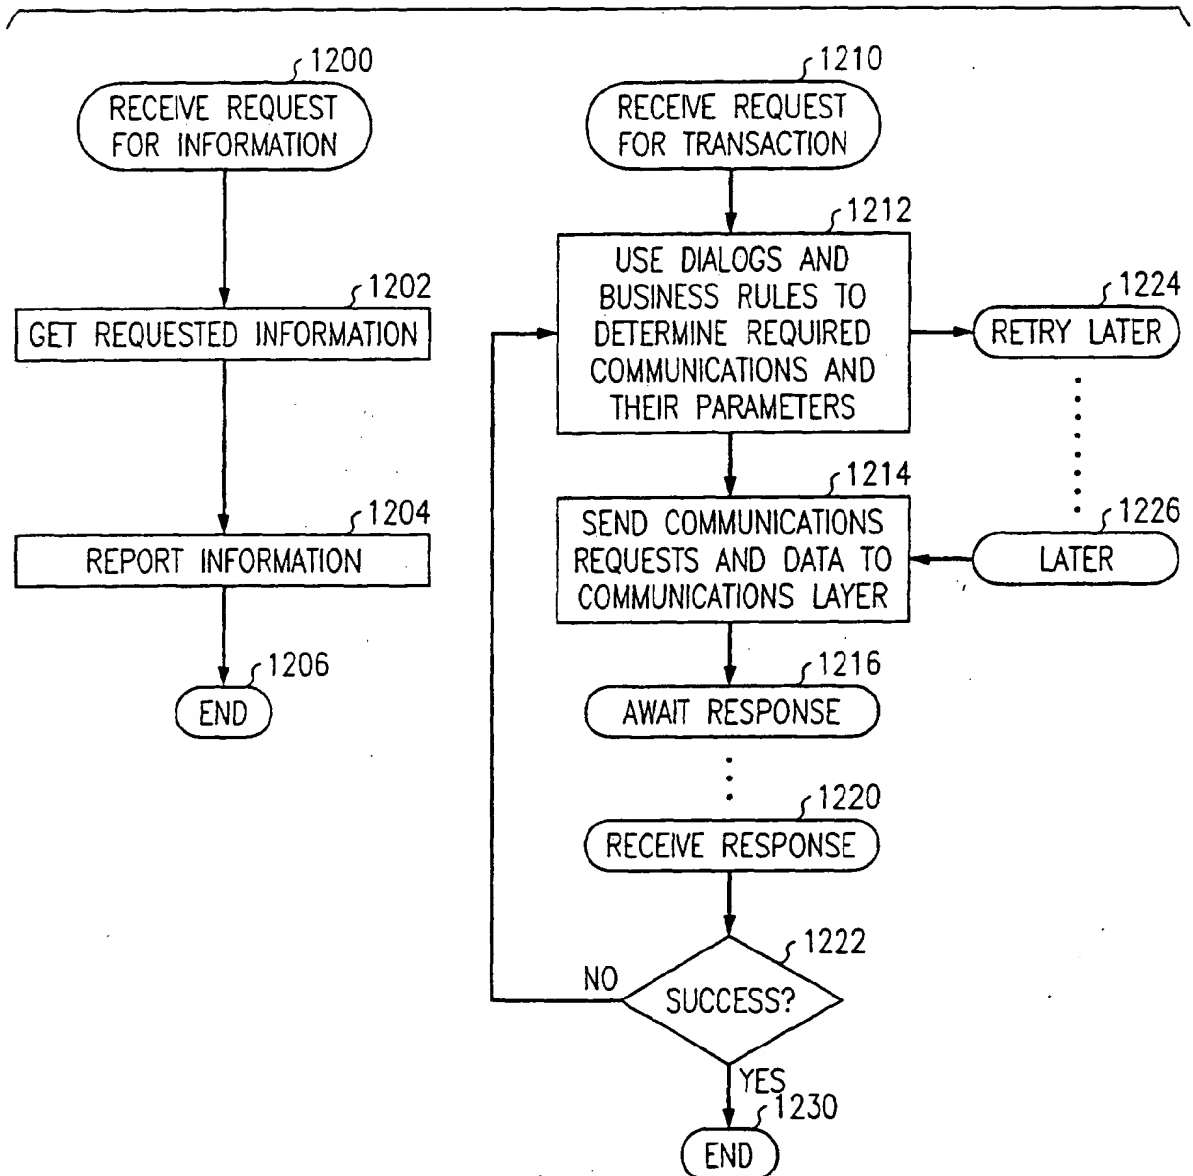 1200
RECEIVE REQUEST
FOR INFORMATION
1202
GET REQUESTED INFORMATION
1204
REPORT INFORMATION
1206
END
1210
RECEIVE REQUEST
FOR TRANSACTION
1212
USE DIALOGS AND
BUSINESS RULES TO
DETERMINE REQUIRED
COMMUNICATIONS AND
THEIR PARAMETERS
1224
RETRY LATER
1214
SEND COMMUNICATIONS
REQUESTS AND DATA TO
COMMUNICATIONS LAYER
1226
LATER
1216
AWAIT RESPONSE
1220
RECEIVE RESPONSE
1222
SUCCESS?
NO
YES
1230
END